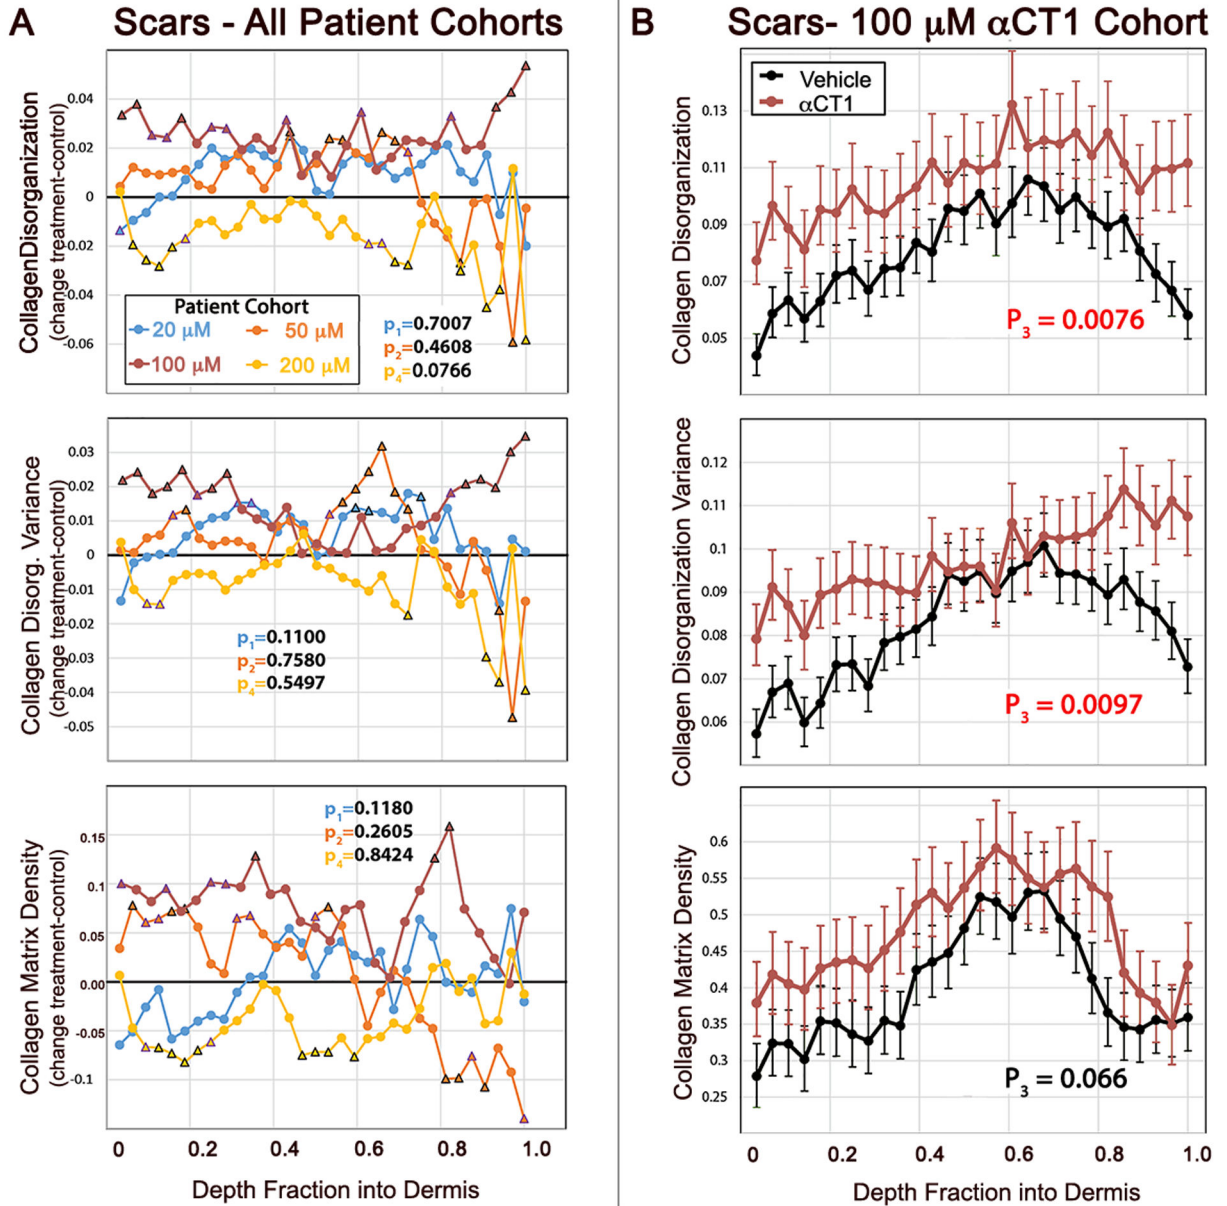 A
Scars - All Patient Cohorts
CollagenDisorganization
(change treatment-control)
0.04
0.02
0
-0.02
-0.04
-0.06
Patient Cohort
20 μM
50 μM
100 μM
200 μM
p1=0.7007
p2=0.4608
p4=0.0766
Collagen Disorg. Variance
(change treatment-control)
0.03
0.02
0.01
0
-0.01
-0.02
-0.03
-0.04
-0.05
p1=0.1100
p2=0.7580
p4=0.5497
Collagen Matrix Density
(change treatment-control)
0.15
0.1
0.05
0.00
-0.05
-0.1
p1=0.1180
p2=0.2605
p4=0.8424
0
0.2
0.4
0.6
0.8
1.0
Depth Fraction into Dermis
B
Scars- 100 μM αCT1 Cohort
Collagen Disorganization
0.13
0.11
0.09
0.07
0.05
Vehicle
αCT1
P3 = 0.0076
Collagen Disorganization Variance
0.12
0.11
0.1
0.09
0.08
0.07
0.06
P3 = 0.0097
Collagen Matrix Density
0.6
0.55
0.5
0.45
0.4
0.35
0.3
0.25
P3 = 0.066
0
0.2
0.4
0.6
0.8
1.0
Depth Fraction into Dermis